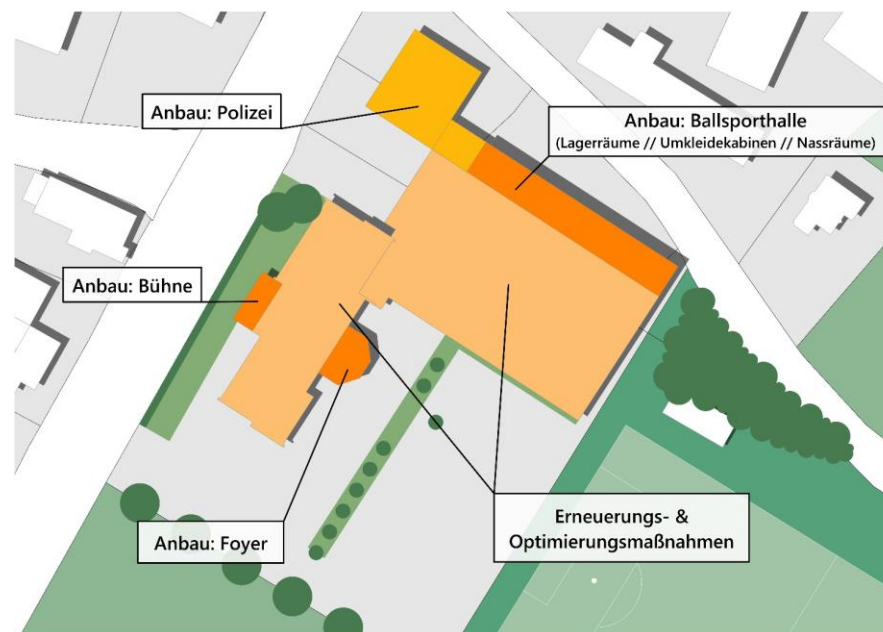 Anbau: Polizei
Anbau: Ballsporthalle
(Lagerräume // Umkleidekabinen // Nassräume)
Anbau: Bühne
Anbau: Foyer
Erneuerungs- &
Optimierungsmaßnahmen